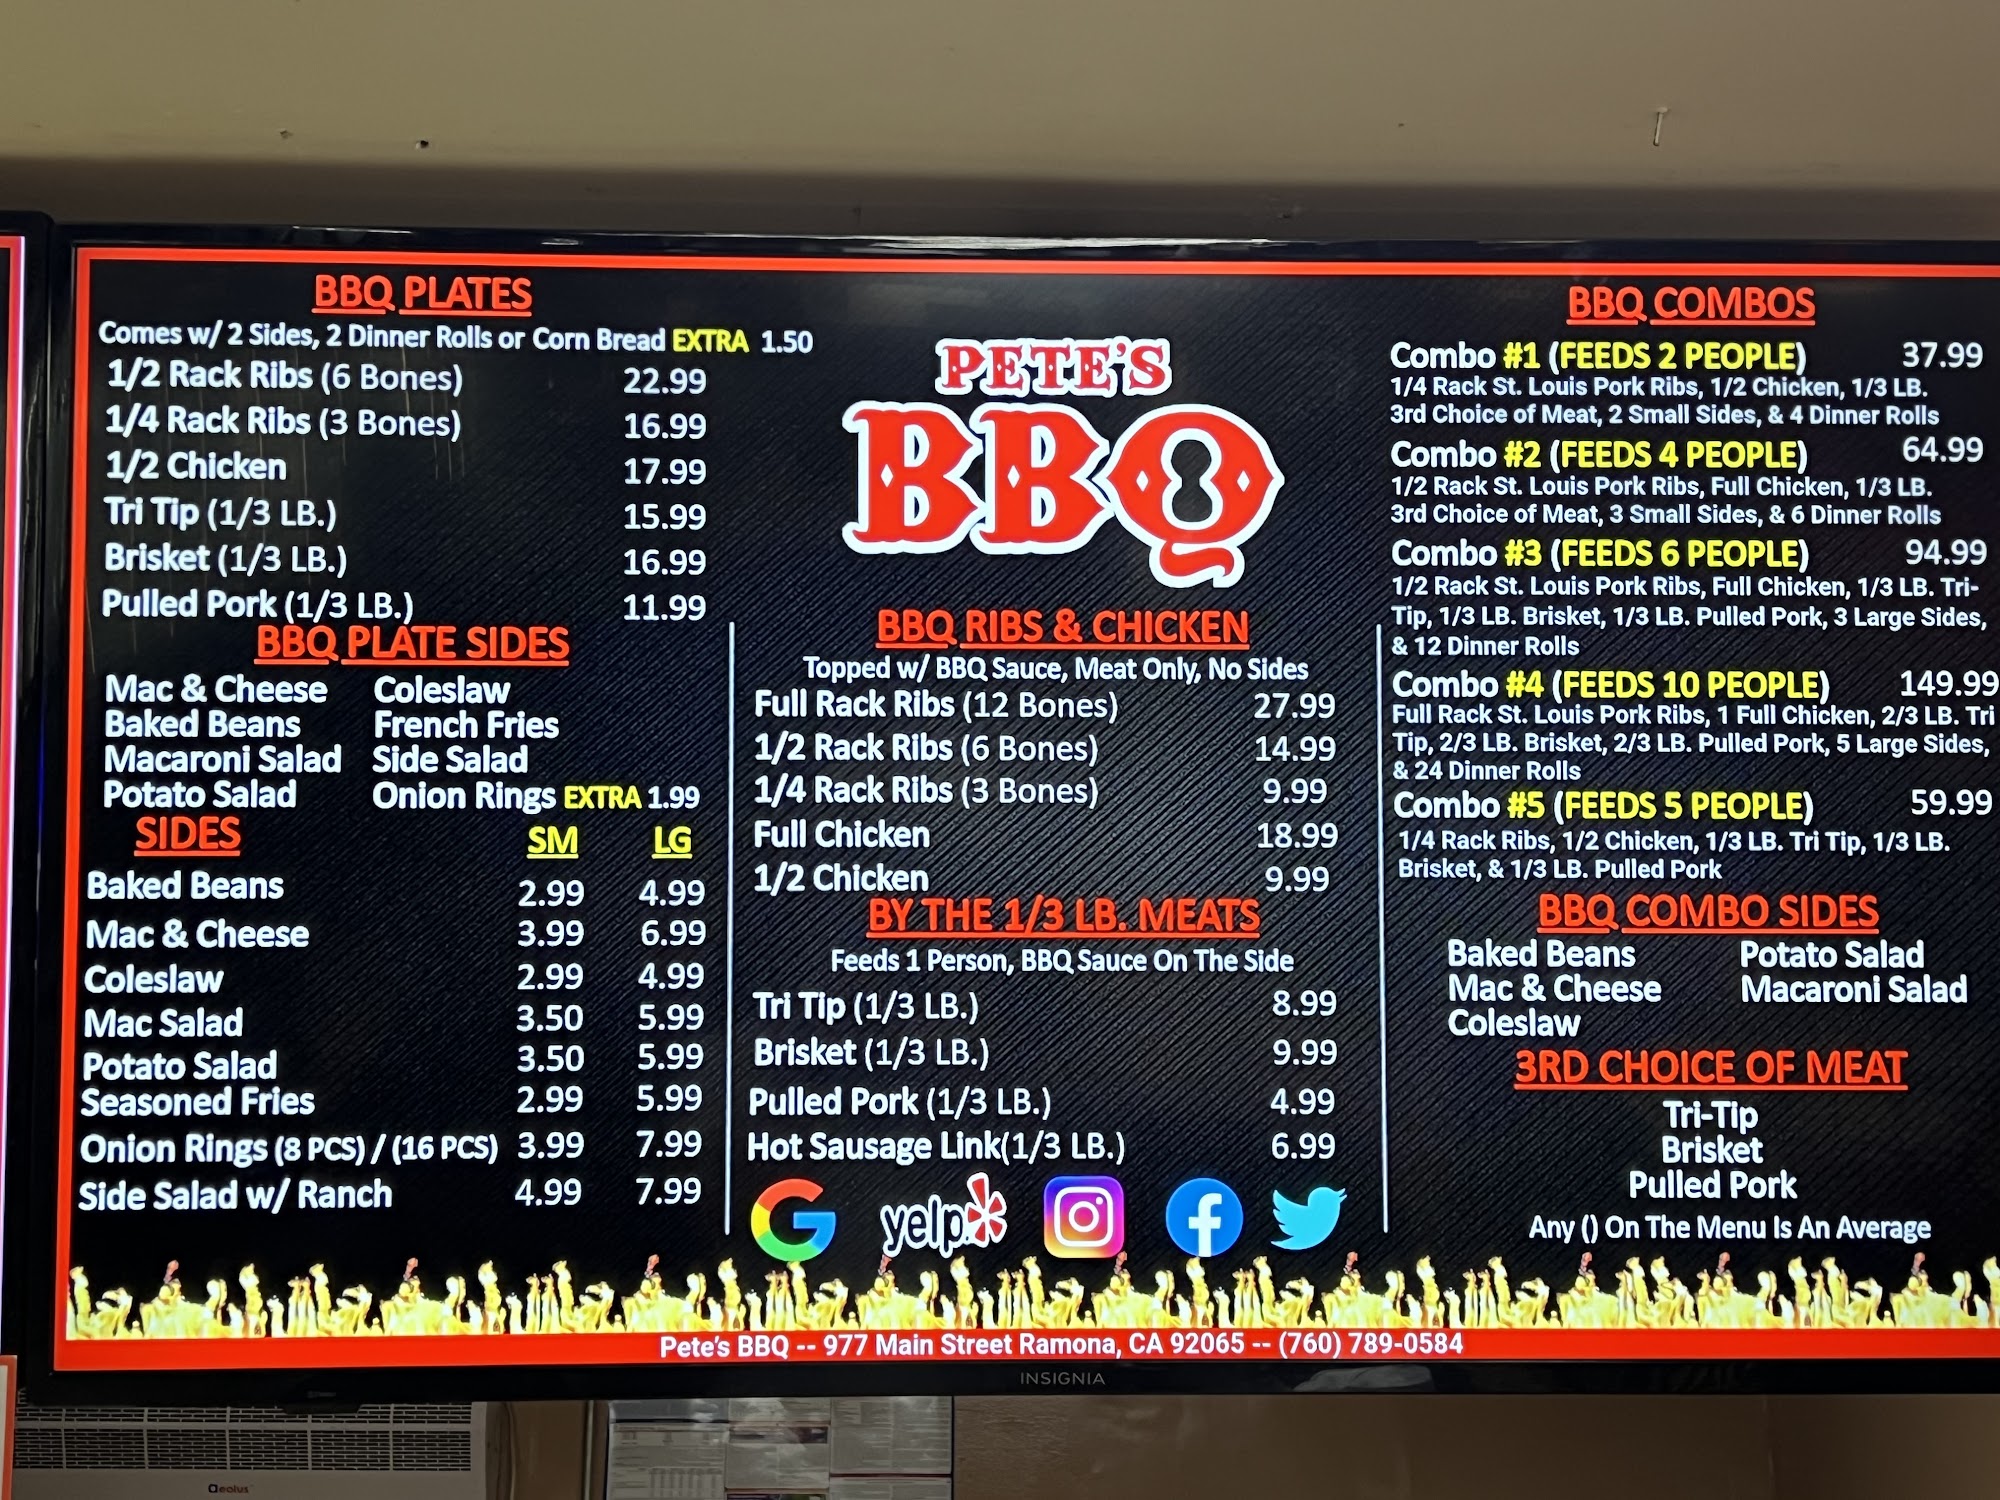 BBQ PLATES
Comes w/ 2 Sides, 2 Dinner Rolls or Corn Bread EXTRA 1.50
1/2 Rack Ribs (6 Bones) 22.99
1/4 Rack Ribs (3 Bones) 16.99
1/2 Chicken 17.99
Tri Tip (1/3 LB.) 15.99
Brisket (1/3 LB.) 16.99
Pulled Pork (1/3 LB.) 11.99
BBQ PLATE SIDES
Mac & Cheese Coleslaw
Baked Beans French Fries
Macaroni Salad Side Salad
Potato Salad Onion Rings EXTRA 1.99
SIDES SM LG
Baked Beans 2.99 4.99
Mac & Cheese 3.99 6.99
Coleslaw 2.99 4.99
Mac Salad 3.50 5.99
Potato Salad 3.50 5.99
Seasoned Fries 2.99 5.99
Onion Rings (8 PCS) / (16 PCS) 3.99 7.99
Side Salad w/ Ranch 4.99 7.99
PETE'S
BBQ
BBQ RIBS & CHICKEN
Topped w/ BBQ Sauce, Meat Only, No Sides
Full Rack Ribs (12 Bones) 27.99
1/2 Rack Ribs (6 Bones) 14.99
1/4 Rack Ribs (3 Bones) 9.99
Full Chicken 18.99
1/2 Chicken 9.99
BY THE 1/3 LB. MEATS
Feeds 1 Person, BBQ Sauce On The Side
Tri Tip (1/3 LB.) 8.99
Brisket (1/3 LB.) 9.99
Pulled Pork (1/3 LB.) 4.99
Hot Sausage Link(1/3 LB.) 6.99
G yelp f
BBQ COMBOS
Combo #1 (FEEDS 2 PEOPLE) 37.99
1/4 Rack St. Louis Pork Ribs, 1/2 Chicken, 1/3 LB.
3rd Choice of Meat, 2 Small Sides, & 4 Dinner Rolls
Combo #2 (FEEDS 4 PEOPLE) 64.99
1/2 Rack St. Louis Pork Ribs, Full Chicken, 1/3 LB.
3rd Choice of Meat, 3 Small Sides, & 6 Dinner Rolls
Combo #3 (FEEDS 6 PEOPLE) 94.99
1/2 Rack St. Louis Pork Ribs, Full Chicken, 1/3 LB. Tri-
Tip, 1/3 LB. Brisket, 1/3 LB. Pulled Pork, 3 Large Sides,
& 12 Dinner Rolls
Combo #4 (FEEDS 10 PEOPLE) 149.99
Full Rack St. Louis Pork Ribs, 1 Full Chicken, 2/3 LB. Tri
Tip, 2/3 LB. Brisket, 2/3 LB. Pulled Pork, 5 Large Sides,
& 24 Dinner Rolls
Combo #5 (FEEDS 5 PEOPLE) 59.99
1/4 Rack Ribs, 1/2 Chicken, 1/3 LB. Tri Tip, 1/3 LB.
Brisket, & 1/3 LB. Pulled Pork
BBQ COMBO SIDES
Baked Beans Potato Salad
Mac & Cheese Macaroni Salad
Coleslaw
3RD CHOICE OF MEAT
Tri-Tip
Brisket
Pulled Pork
Any () On The Menu Is An Average
Pete's BBQ -- 977 Main Street Ramona, CA 92065 -- (760) 789-0584
INSIGNIA
aeolus